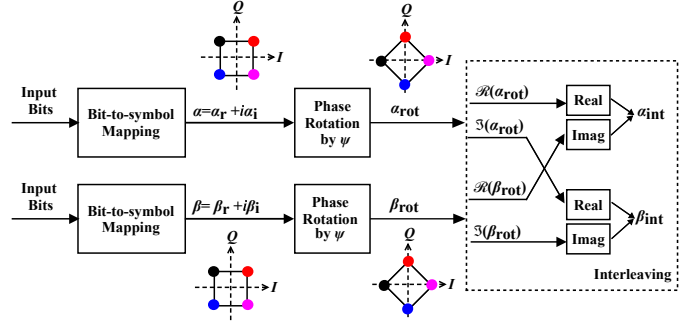 Q
I
Q
I
Input
Bits
Bit-to-symbol
Mapping
α=αr +iαi
Phase
Rotation
by ψ
αrot
ℛ(αrot)
Real
αint
ℑ(αrot)
Imag
Input
Bits
Bit-to-symbol
Mapping
β= βr +iβi
Phase
Rotation
by ψ
βrot
ℛ(βrot)
Real
βint
ℑ(βrot)
Imag
Interleaving
Q
I
Q
I